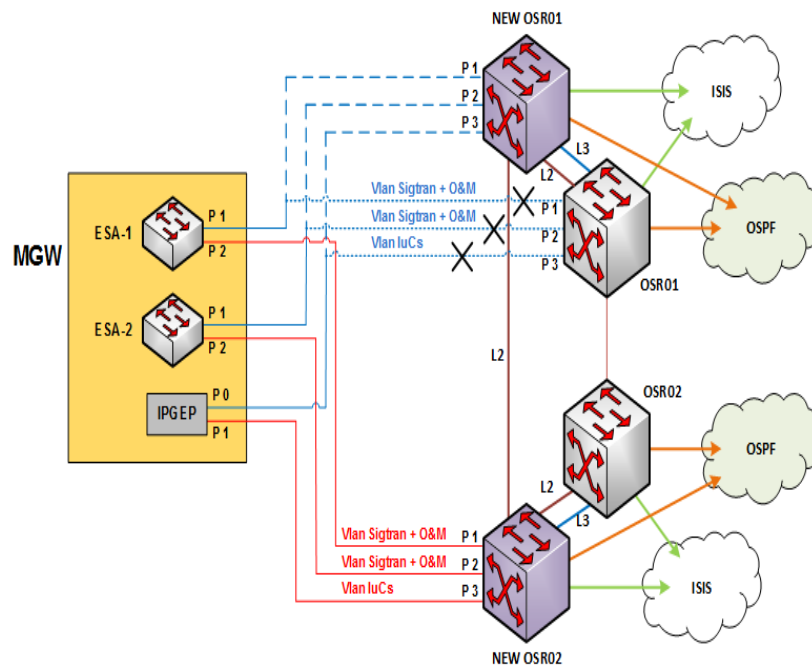 NEW OSR01
P 1
P 2
P 3
ISIS
L3
L2
Vlan Sigtran + O&M
P 1
Vlan Sigtran + O&M
P 2
Vlan IuCs
P 3
OSPF
OSR01
MGW
ESA-1
P 1
P 2
ESA-2
P 1
P 2
IPGEP
P 0
P 1
L2
OSR02
OSPF
L2
L3
Vlan Sigtran + O&M
P 1
Vlan Sigtran + O&M
P 2
Vlan IuCs
P 3
ISIS
NEW OSR02